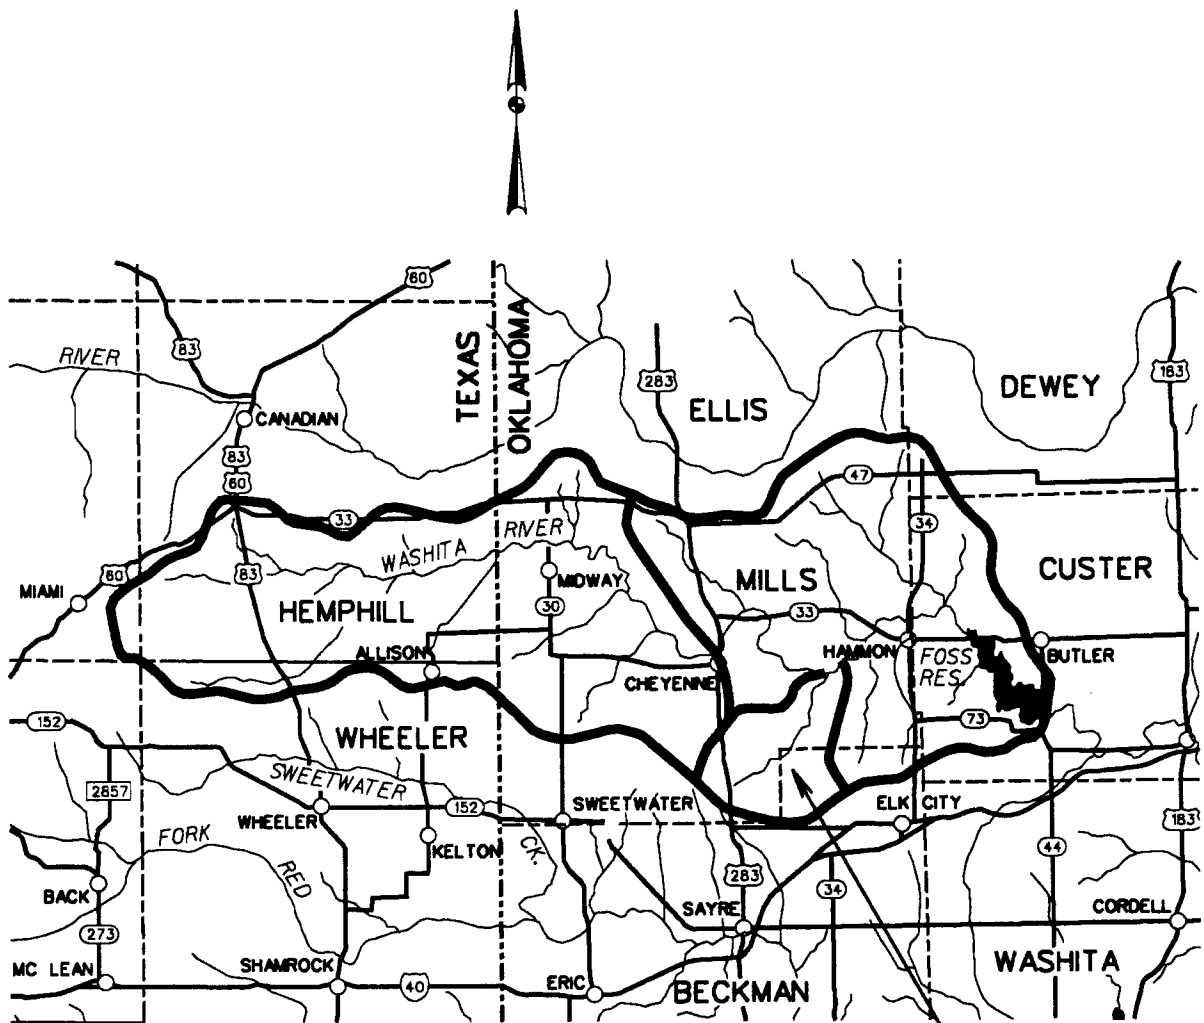 60
83
RIVER
TEXAS
OKLAHOMA
283
ELLIS
DEWEY
183
CANADIAN
83
60
47
33
WASHITA
RIVER
34
60
83
MIDWAY
MILLS
CUSTER
MIAMI
HEMPHILL
30
33
ALLISON
HAMMON
FOSS
RES.
BUTLER
CHEYENNE
152
WHEELER
73
SWEETWATER
2857
WHEELER
152
SWEETWATER
ELK CITY
FORK
RED
KELTON
CK.
183
44
BACK
283
34
SAYRE
CORDELL
273
MC LEAN
SHAMROCK
40
ERIC
BECKMAN
WASHITA